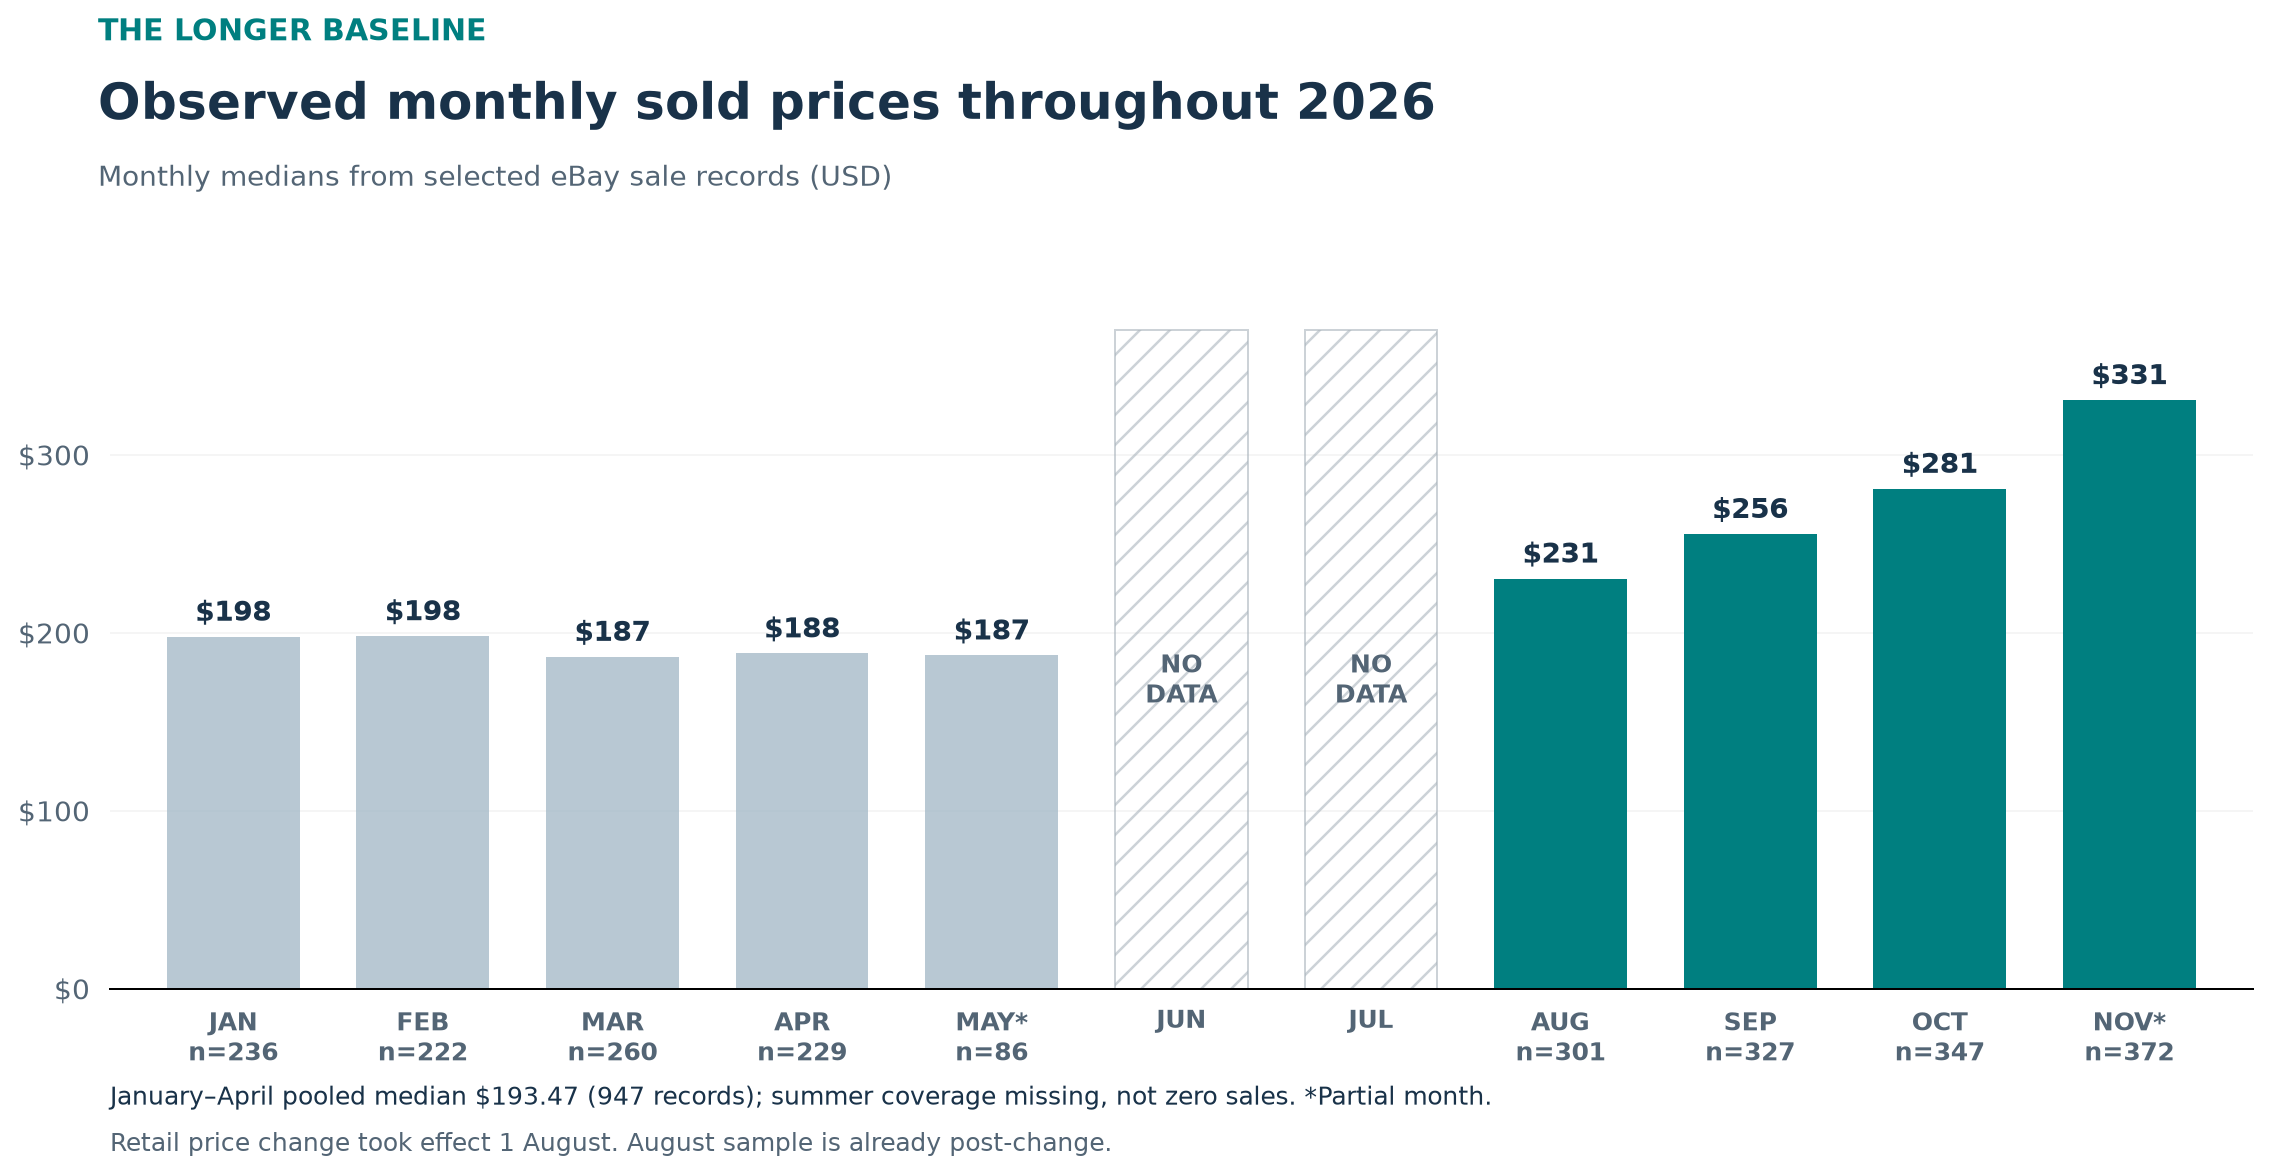 THE LONGER BASELINE
Observed monthly sold prices throughout 2026
Monthly medians from selected eBay sale records (USD)
$300
$200
$100
$0
$198
$198
$187
$188
$187
NO
DATA
NO
DATA
$231
$256
$281
$331
JAN
n=236
FEB
n=222
MAR
n=260
APR
n=229
MAY*
n=86
JUN
JUL
AUG
n=301
SEP
n=327
OCT
n=347
NOV*
n=372
January–April pooled median $193.47 (947 records); summer coverage missing, not zero sales. *Partial month.
Retail price change took effect 1 August. August sample is already post-change.